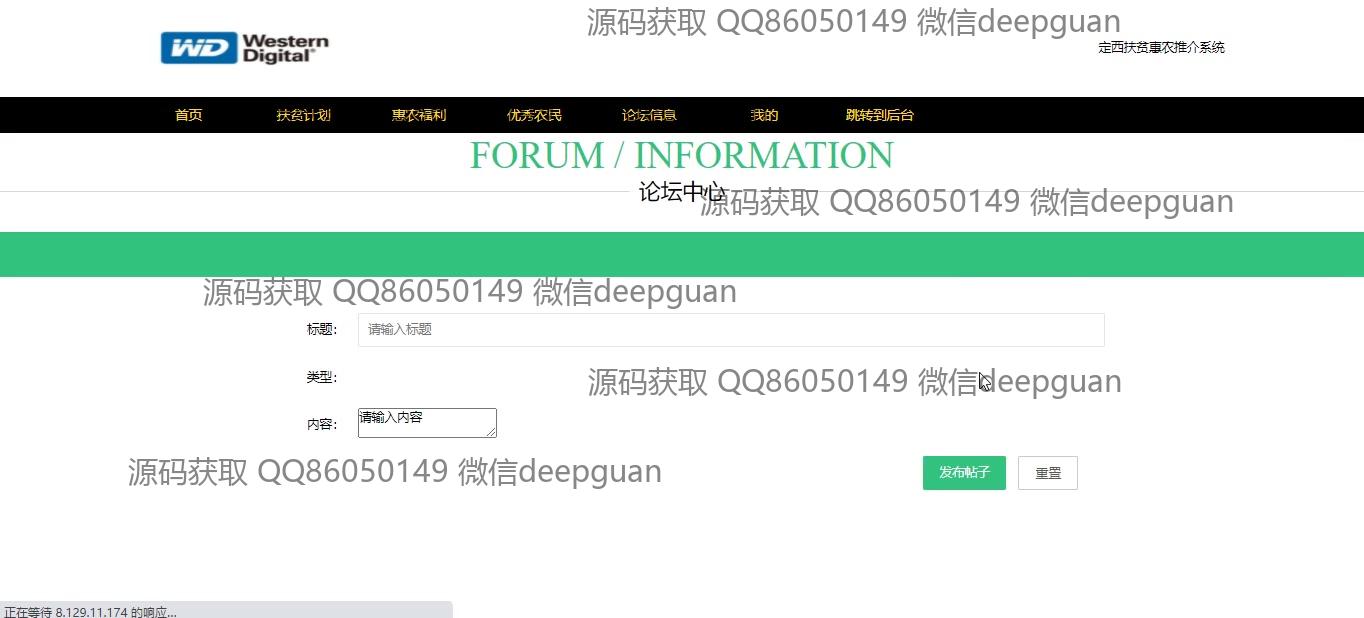 源码获取 QQ86050149 微信deepguan
WD Western Digital
定西扶贫惠农推介系统
首页 扶贫计划 惠农福利 优秀农民 论坛信息 我的 跳转到后台
FORUM / INFORMATION
论坛中心
源码获取 QQ86050149 微信deepguan
源码获取 QQ86050149 微信deepguan
标题: 请输入标题
类型:
源码获取 QQ86050149 微信deepguan
内容: 请输入内容
源码获取 QQ86050149 微信deepguan
发布帖子 重置
正在等待 8.129.11.174 的响应...